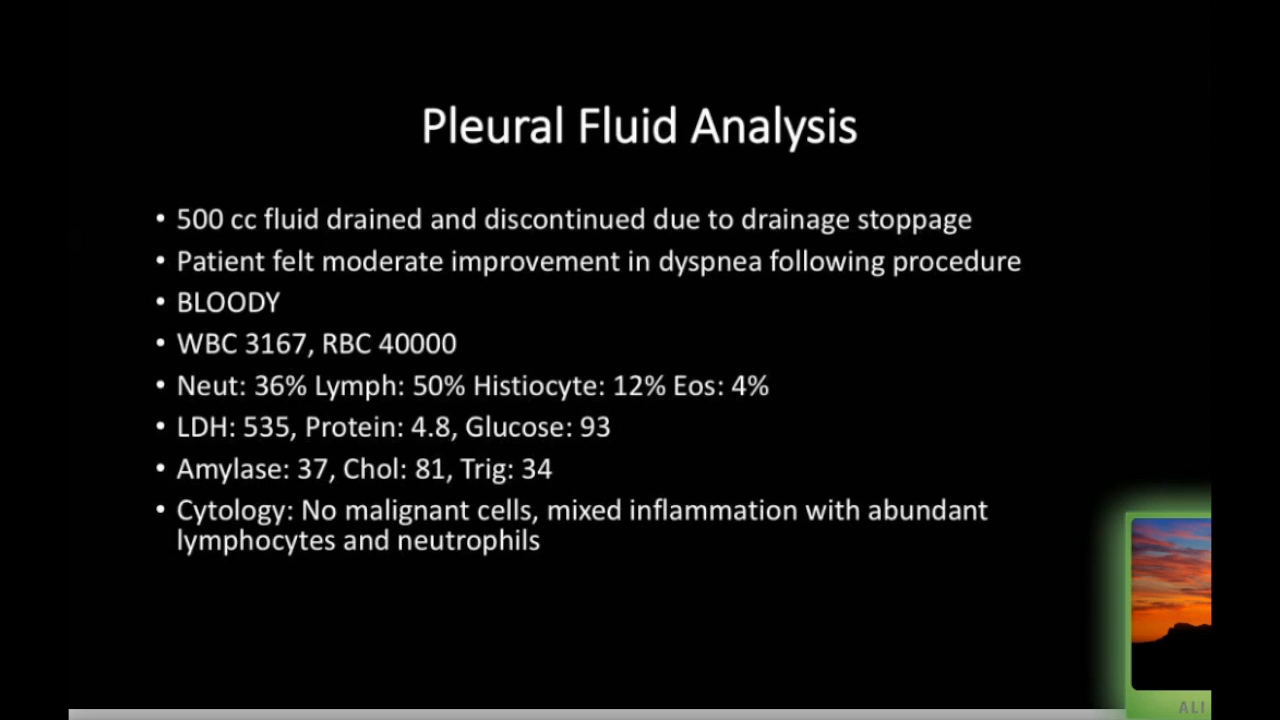 Pleural Fluid Analysis
• 500 cc fluid drained and discontinued due to drainage stoppage
• Patient felt moderate improvement in dyspnea following procedure
• BLOODY
• WBC 3167, RBC 40000
• Neut: 36% Lymph: 50% Histiocyte: 12% Eos: 4%
• LDH: 535, Protein: 4.8, Glucose: 93
• Amylase: 37, Chol: 81, Trig: 34
• Cytology: No malignant cells, mixed inflammation with abundant
lymphocytes and neutrophils
ALI